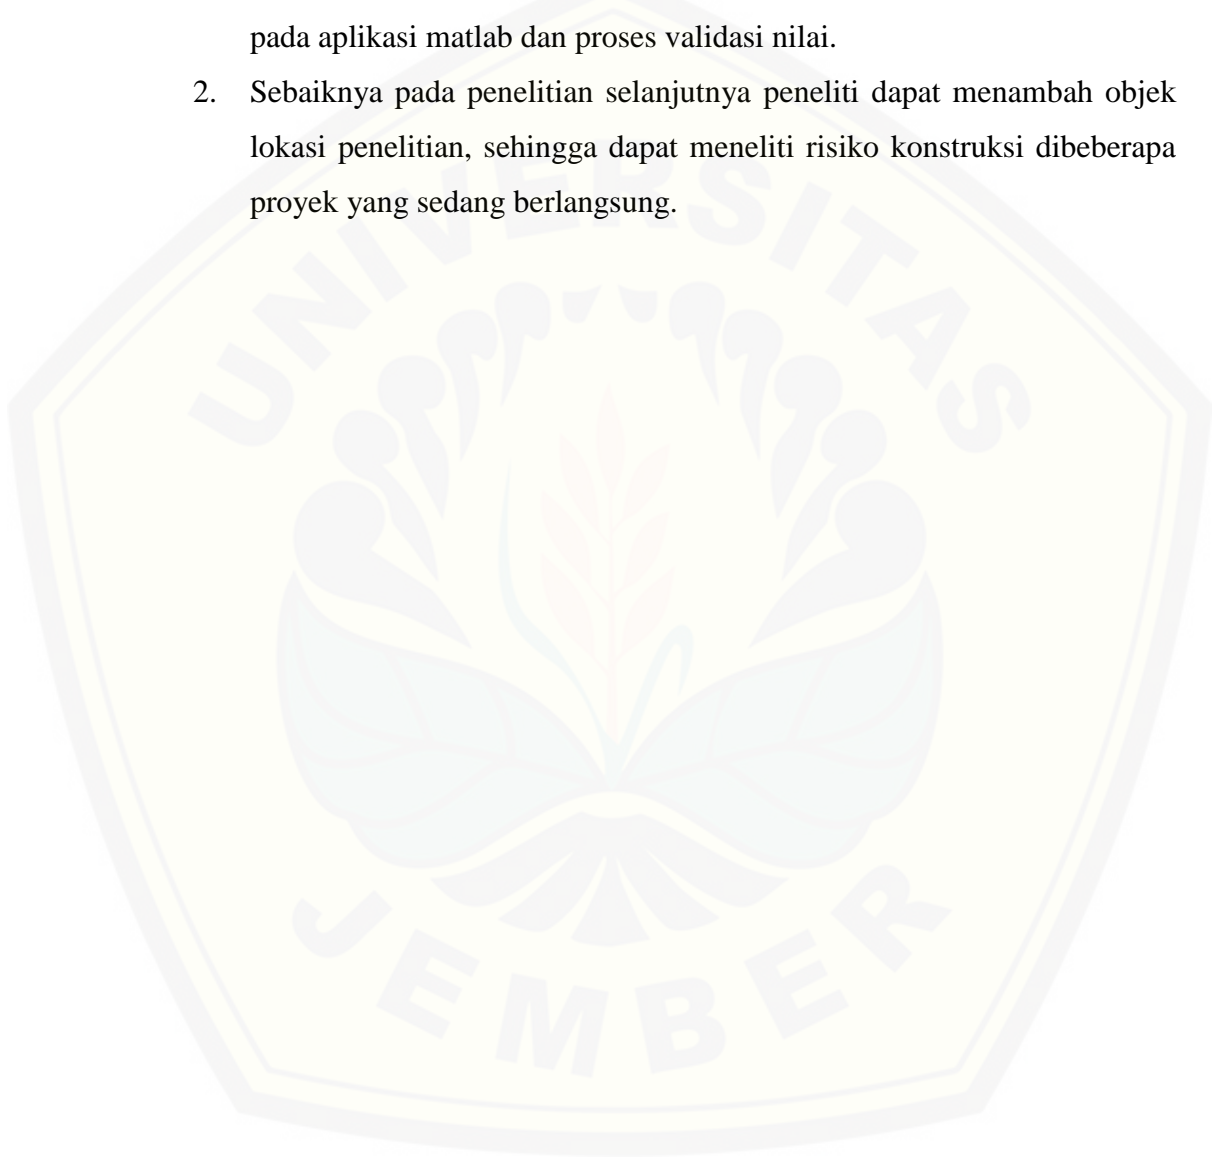 pada aplikasi matlab dan proses validasi nilai.
2. Sebaiknya pada penelitian selanjutnya peneliti dapat menambah objek
lokasi penelitian, sehingga dapat meneliti risiko konstruksi dibeberapa
proyek yang sedang berlangsung.
UNIVERSITAS
JEMBER